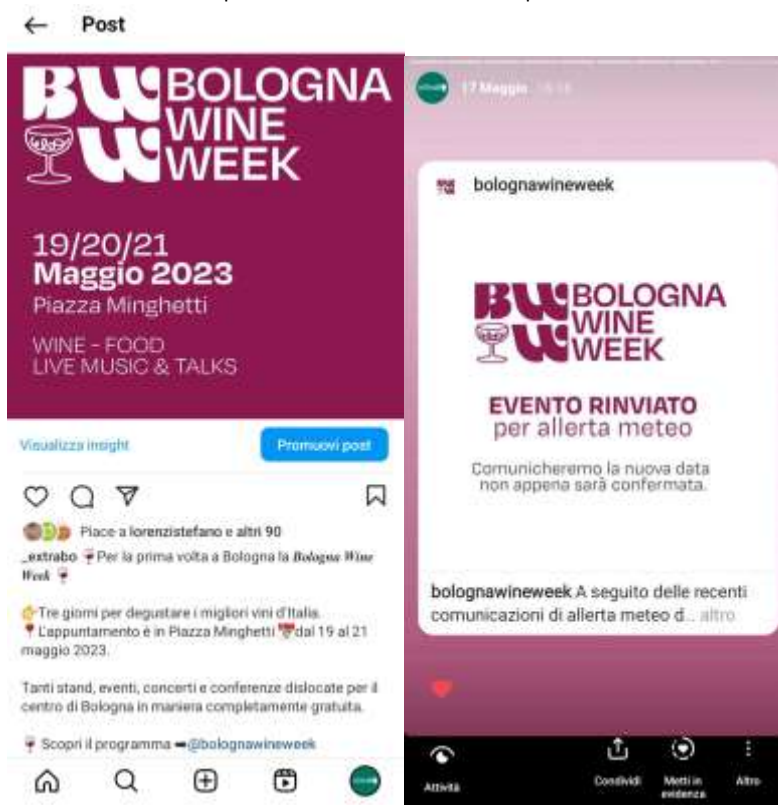 ← Post
BW BOLOGNA
WINE
W WEEK
19/20/21
Maggio 2023
Piazza Minghetti
WINE - FOOD
LIVE MUSIC & TALKS
Visualizza insight
Promuovi post
Piace a lorenzistefano e altri 90
_extrabo 🍷Per la prima volta a Bologna la Bologna Wine
Week 🍷
👉Tre giorni per degustare i migliori vini d'Italia.
📍L'appuntamento è in Piazza Minghetti 📅dal 19 al 21
maggio 2023.
Tanti stand, eventi, concerti e conferenze dislocate per il
centro di Bologna in maniera completamente gratuita.
🍷 Scopri il programma ➡@bolognawineweek
17 Maggio
bolognawineweek
BW BOLOGNA
WINE
W WEEK
EVENTO RINVIATO
per allerta meteo
Comunicheremo la nuova data
non appena sarà confermata.
bolognawineweek A seguito delle recenti
comunicazioni di allerta meteo d... altro
Attività
Condividi
Metti in
evidenza
Altro